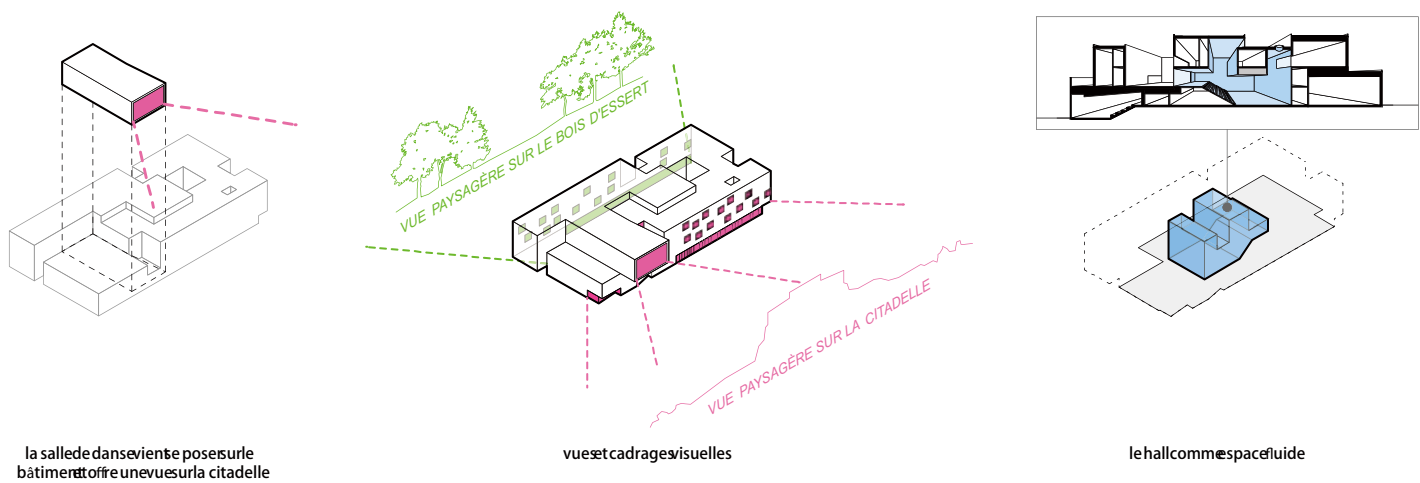 VUE PAYSAGÈRE SUR LE BOIS D'ESSERT
VUE PAYSAGÈRE SUR LA CITADELLE
la salle de danse vient se poser sur le
bâtiment et offre une vue sur la citadelle
vues et cadrages visuelles
le hall comme espace fluide